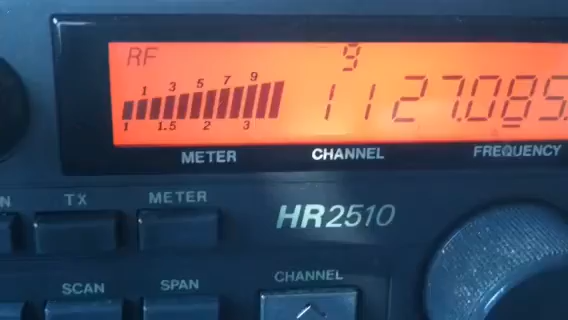 RF 9
1 3 5 7 9
11 27.085.
1 1.5 2 3
METER CHANNEL FREQUENCY
N TX METER
HR2510
SCAN SPAN CHANNEL